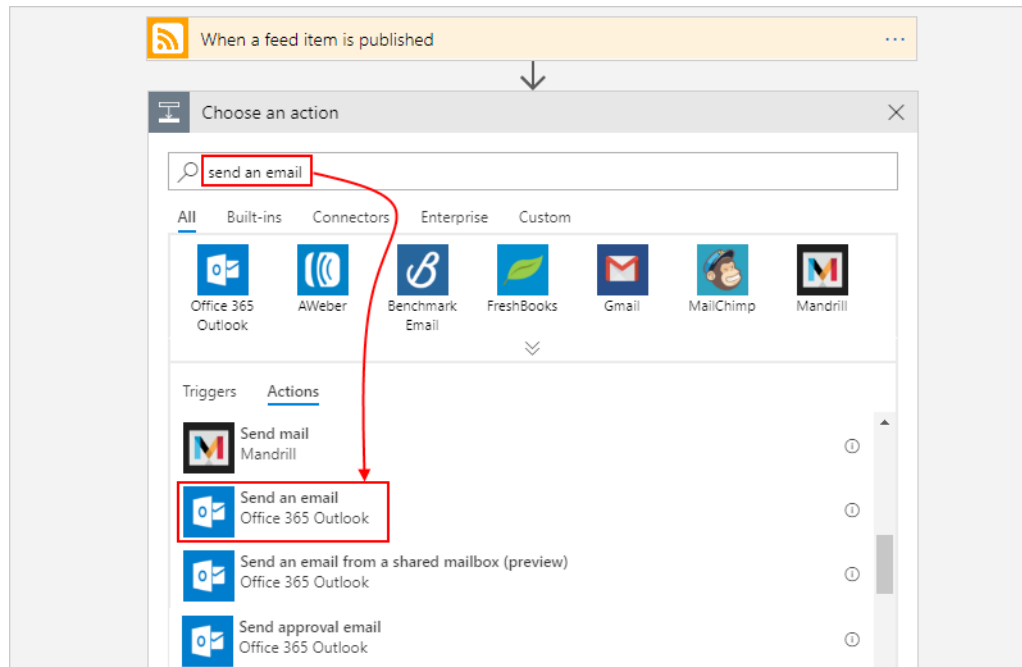 When a feed item is published
Choose an action
send an email
All Built-ins Connectors Enterprise Custom
Office 365 Outlook
AWeber
Benchmark Email
FreshBooks
Gmail
MailChimp
Mandrill
Triggers Actions
Send mail
Mandrill
Send an email
Office 365 Outlook
Send an email from a shared mailbox (preview)
Office 365 Outlook
Send approval email
Office 365 Outlook